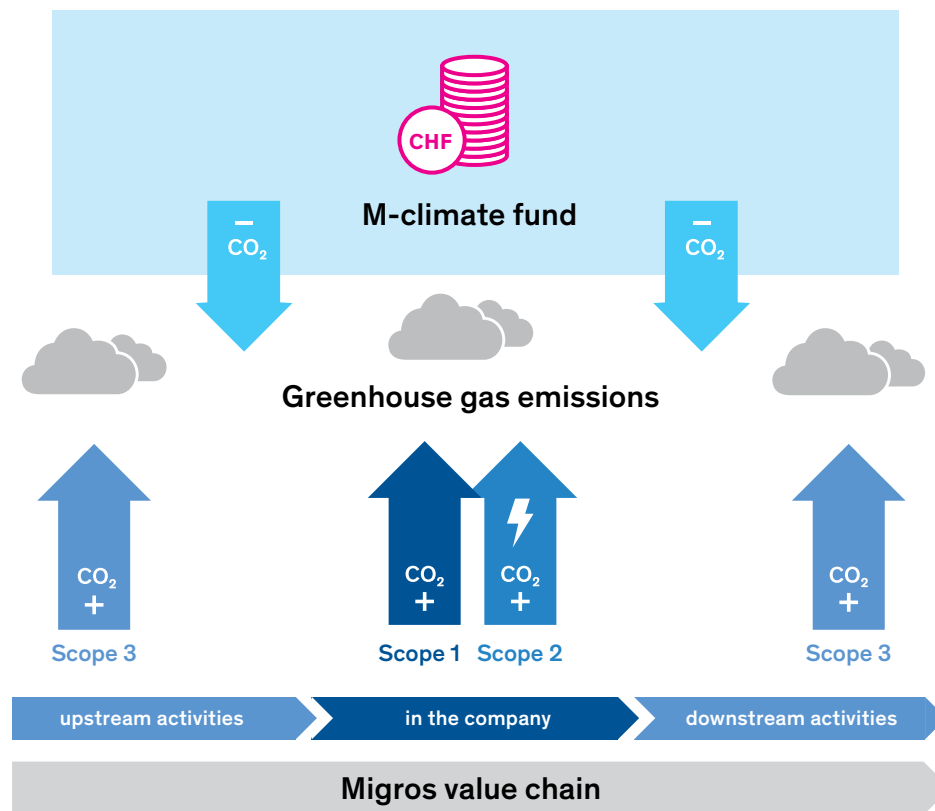 CHF
M-climate fund
− CO₂
− CO₂
Greenhouse gas emissions
CO₂ +
CO₂ +
CO₂ +
CO₂ +
Scope 3
Scope 1
Scope 2
Scope 3
upstream activities
in the company
downstream activities
Migros value chain